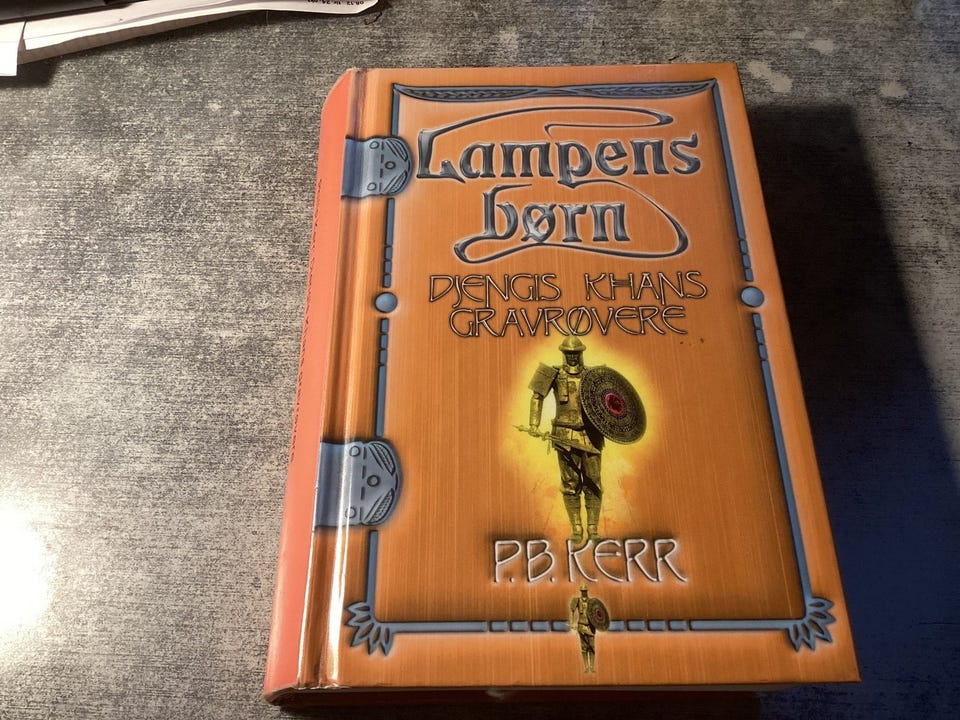 Lampens
børn
DJENGIS KHANS
GRAVRØVERE
P.B. KERR